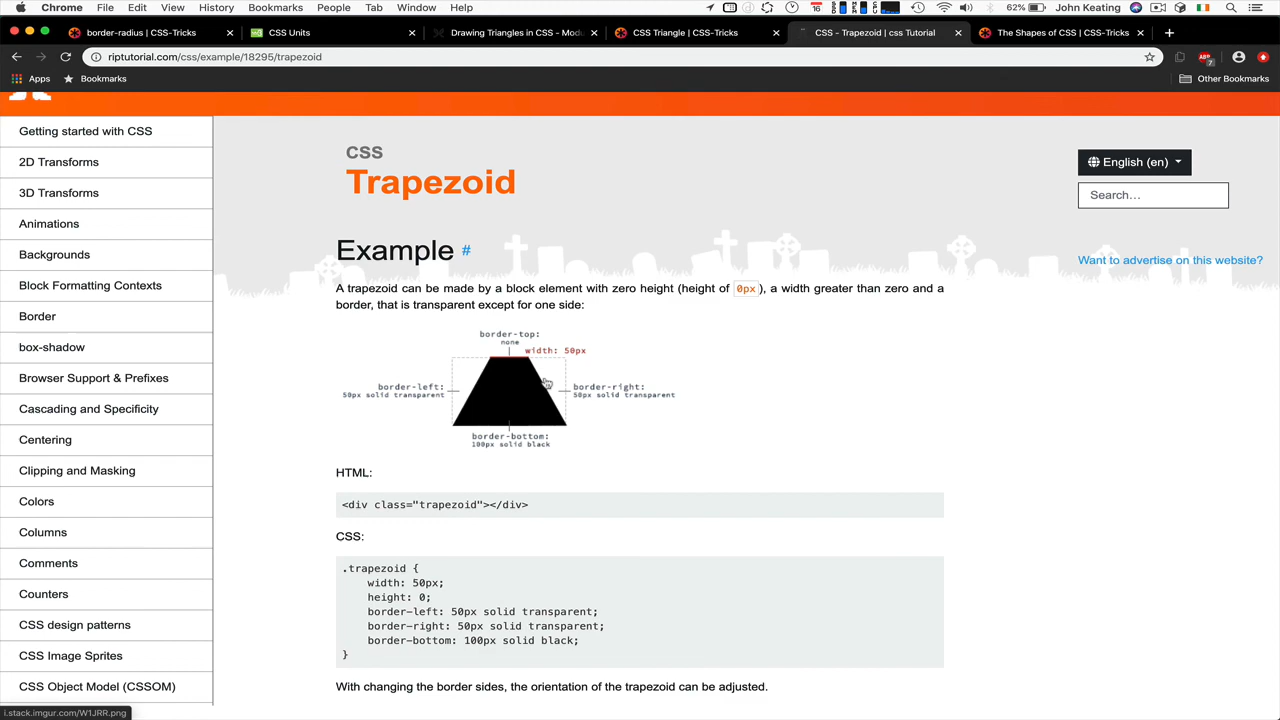 Chrome File Edit View History Bookmarks People Tab Window Help 16 62% John Keating
border-radius | CSS-Tricks CSS Units Drawing Triangles in CSS - Modu CSS Triangle | CSS-Tricks CSS - Trapezoid | css Tutorial The Shapes of CSS | CSS-Tricks
riptutorial.com/css/example/18295/trapezoid
Apps Bookmarks Other Bookmarks
Getting started with CSS
2D Transforms
3D Transforms
Animations
Backgrounds
Block Formatting Contexts
Border
box-shadow
Browser Support & Prefixes
Cascading and Specificity
Centering
Clipping and Masking
Colors
Columns
Comments
Counters
CSS design patterns
CSS Image Sprites
CSS Object Model (CSSOM)
CSS
Trapezoid
English (en)
Search…
Want to advertise on this website?
Example #
A trapezoid can be made by a block element with zero height (height of 0px), a width greater than zero and a
border, that is transparent except for one side:
border-top:
none
width: 50px
border-left:
50px solid transparent
border-right:
50px solid transparent
border-bottom:
100px solid black
HTML:
<div class="trapezoid"></div>
CSS:
.trapezoid {
width: 50px;
height: 0;
border-left: 50px solid transparent;
border-right: 50px solid transparent;
border-bottom: 100px solid black;
}
With changing the border sides, the orientation of the trapezoid can be adjusted.
i.stack.imgur.com/W1JRR.png